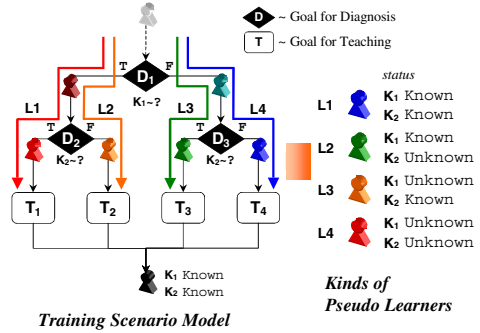 D ~ Goal for Diagnosis
T ~ Goal for Teaching
T D1 F
K1~?
L1 L2 L3 L4
T D2 F T D3 F
K2~? K2~?
T1 T2 T3 T4
K1 Known
K2 Known
Training Scenario Model
status
L1 K1 Known
K2 Known
L2 K1 Known
K2 Unknown
L3 K1 Unknown
K2 Known
L4 K1 Unknown
K2 Unknown
Kinds of
Pseudo Learners